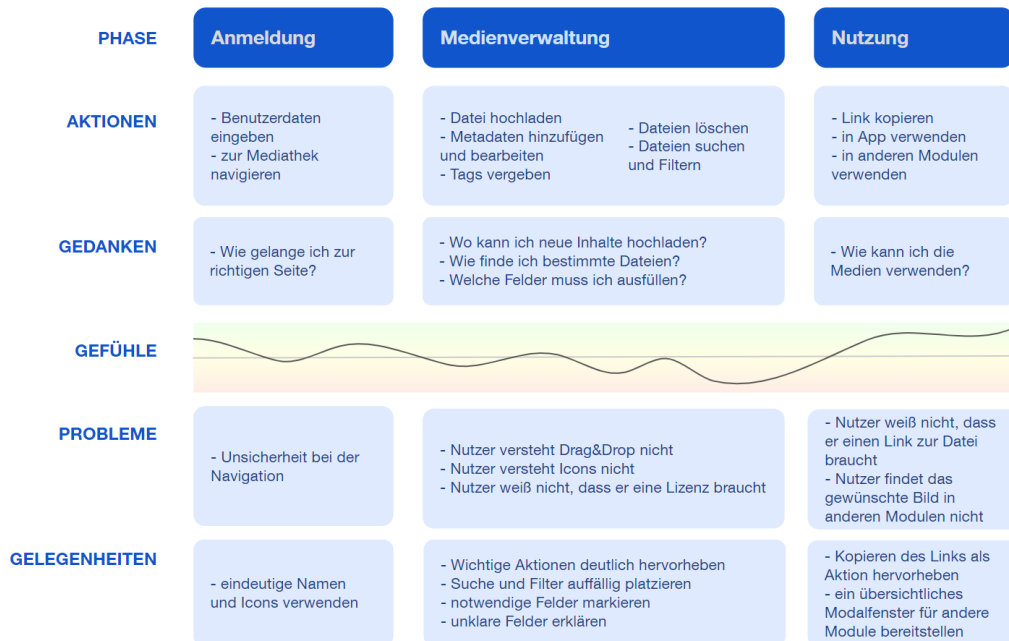 PHASE
Anmeldung
Medienverwaltung
Nutzung
AKTIONEN
- Benutzerdaten
eingeben
- zur Mediathek
navigieren
- Datei hochladen
- Metadaten hinzufügen
und bearbeiten
- Tags vergeben
- Dateien löschen
- Dateien suchen
und Filtern
- Link kopieren
- in App verwenden
- in anderen Modulen
verwenden
GEDANKEN
- Wie gelange ich zur
richtigen Seite?
- Wo kann ich neue Inhalte hochladen?
- Wie finde ich bestimmte Dateien?
- Welche Felder muss ich ausfüllen?
- Wie kann ich die
Medien verwenden?
GEFÜHLE
PROBLEME
- Unsicherheit bei der
Navigation
- Nutzer versteht Drag&Drop nicht
- Nutzer versteht Icons nicht
- Nutzer weiß nicht, dass er eine Lizenz braucht
- Nutzer weiß nicht, dass
er einen Link zur Datei
braucht
- Nutzer findet das
gewünschte Bild in
anderen Modulen nicht
GELEGENHEITEN
- eindeutige Namen
und Icons verwenden
- Wichtige Aktionen deutlich hervorheben
- Suche und Filter auffällig platzieren
- notwendige Felder markieren
- unklare Felder erklären
- Kopieren des Links als
Aktion hervorheben
- ein übersichtliches
Modalfenster für andere
Module bereitstellen